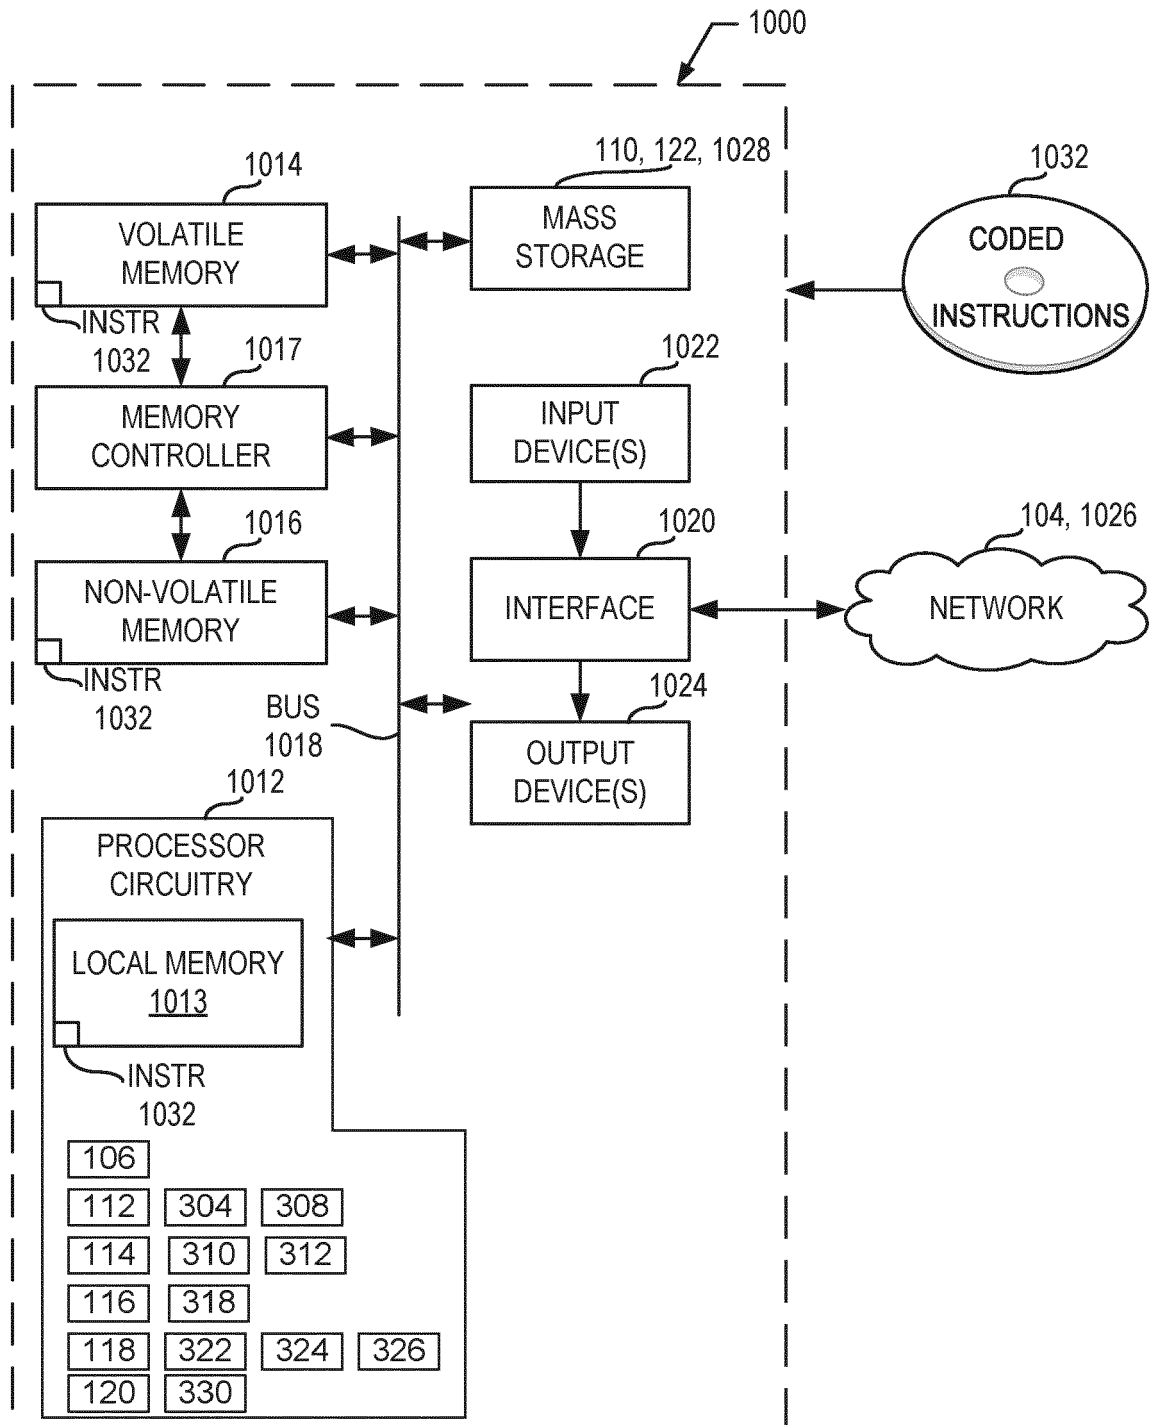 1000
1014
VOLATILE
MEMORY
INSTR
1032
1017
MEMORY
CONTROLLER
1016
NON-VOLATILE
MEMORY
INSTR
1032
BUS
1018
110, 122, 1028
MASS
STORAGE
1022
INPUT
DEVICE(S)
1020
INTERFACE
1024
OUTPUT
DEVICE(S)
1032
CODED
INSTRUCTIONS
104, 1026
NETWORK
1012
PROCESSOR
CIRCUITRY
LOCAL MEMORY
1013
INSTR
1032
106
112 304 308
114 310 312
116 318
118 322 324 326
120 330